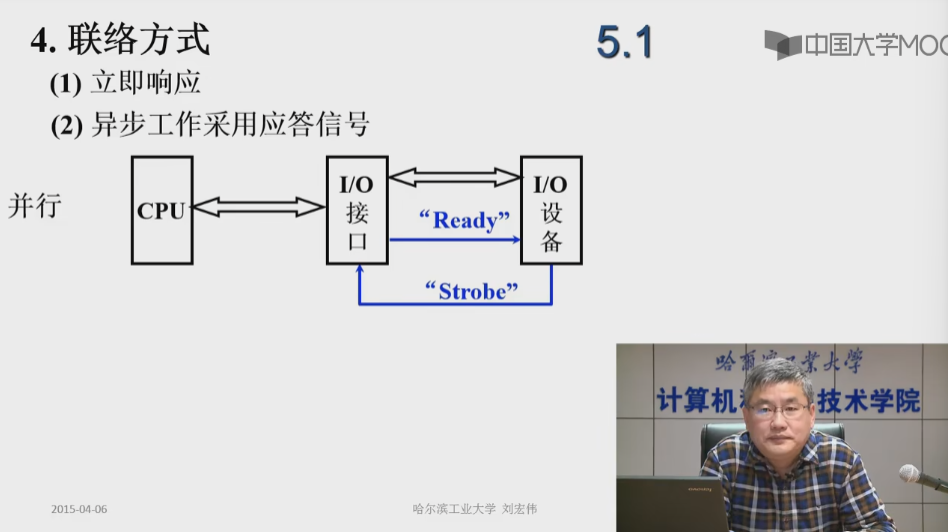 4. 联络方式
5.1
中国大学MOO
(1) 立即响应
(2) 异步工作采用应答信号
并行
CPU
I/O
接
口
“Ready”
I/O
设
备
“Strobe”
哈尔滨工业大學
计算机
技术学院
2015-04-06
哈尔滨工业大学 刘宏伟